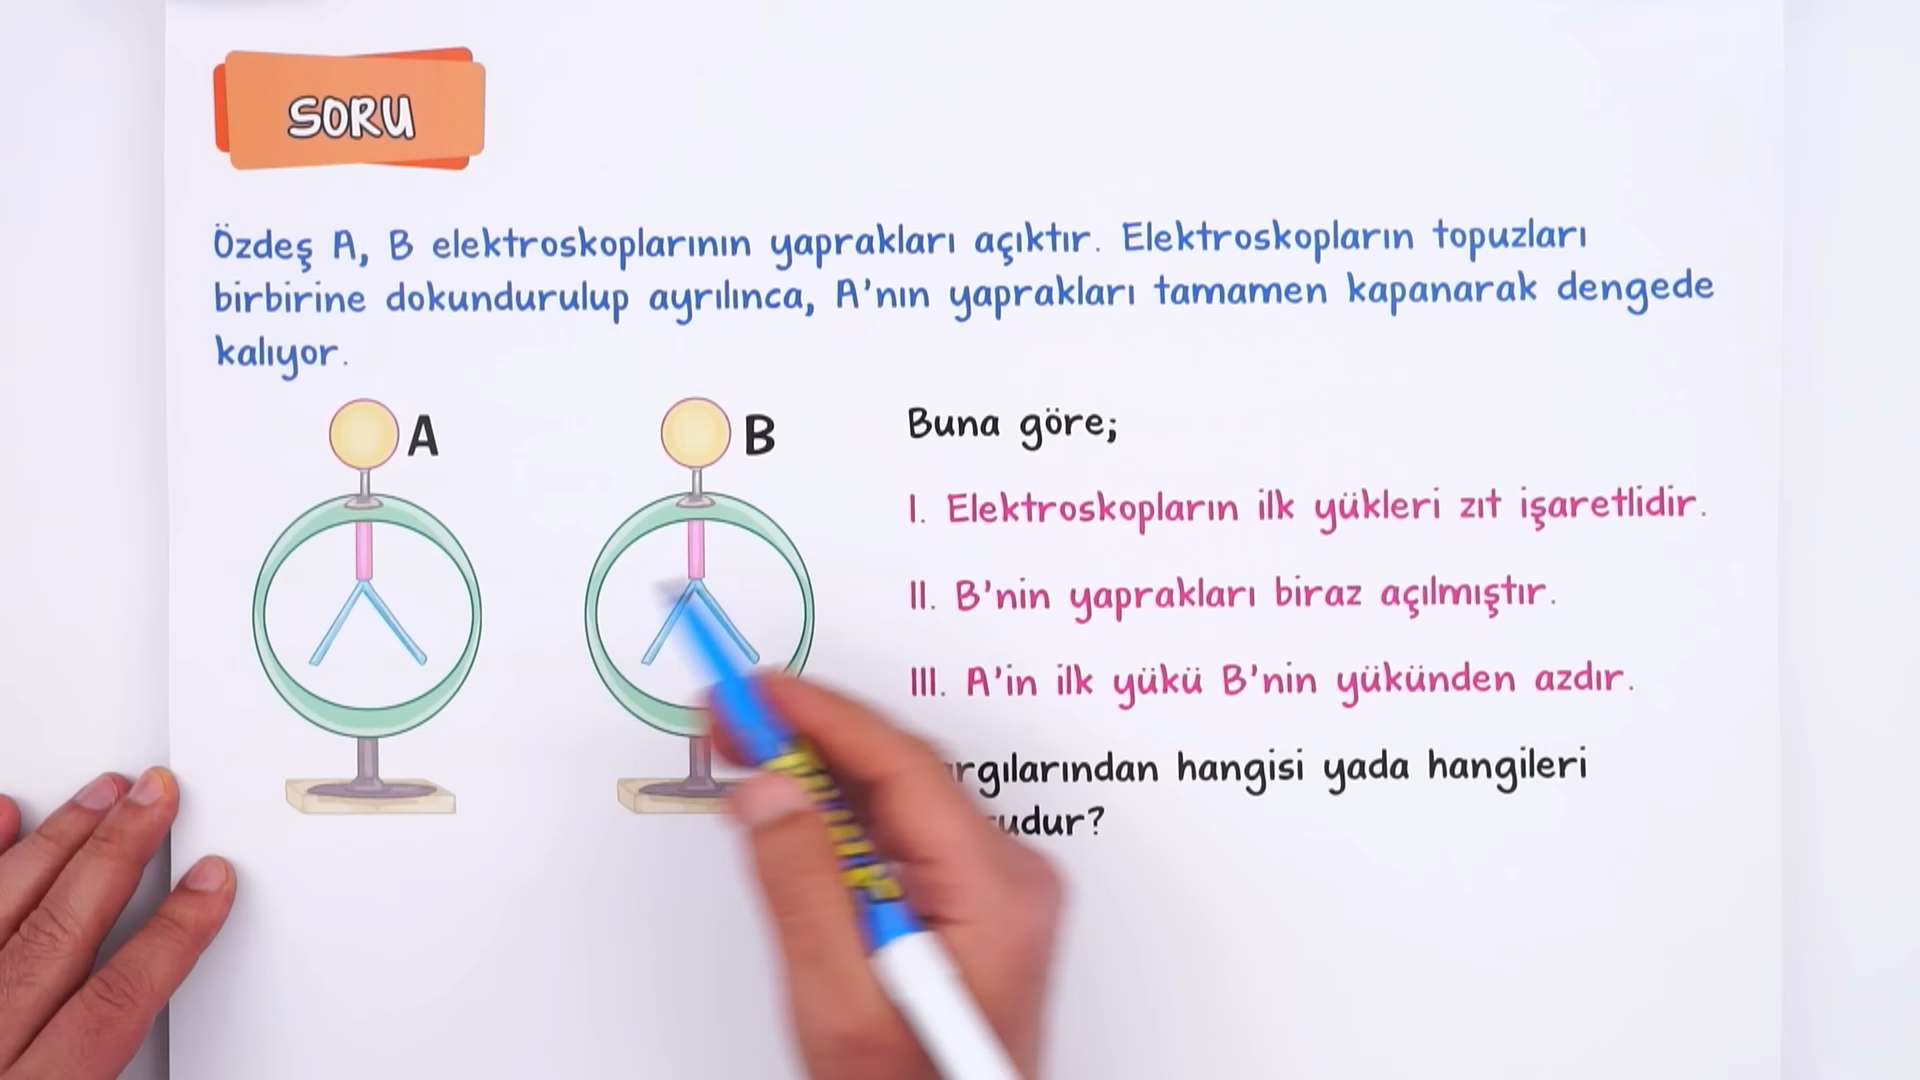 SORU
Özdeş A, B elektroskoplarının yaprakları açıktır. Elektroskopların topuzları
birbirine dokundurulup ayrılınca, A'nın yaprakları tamamen kapanarak dengede
kalıyor.
A
B
Buna göre;
I. Elektroskopların ilk yükleri zıt işaretlidir.
II. B'nin yaprakları biraz açılmıştır.
III. A'in ilk yükü B'nin yükünden azdır.
hangisi yada hangileri